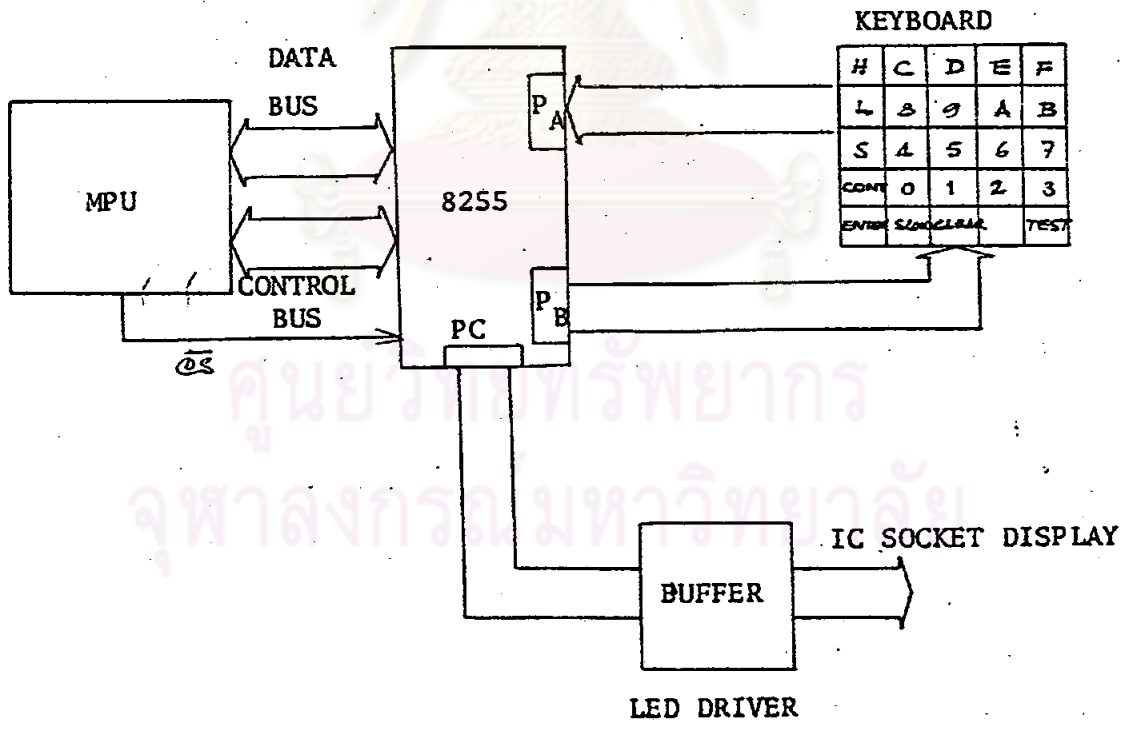 KEYBOARD
DATA
BUS
MPU
8255
P A
H C D E F
L 8 9 A B
S 4 5 6 7
CONT 0 1 2 3
ENTER CLEAR TEST
CONTROL
BUS
P B
PC
ศูนย์วิทยทรัพยากร
จุฬาลงกรณ์มหาวิทยาลัย
IC SOCKET DISPLAY
BUFFER
LED DRIVER